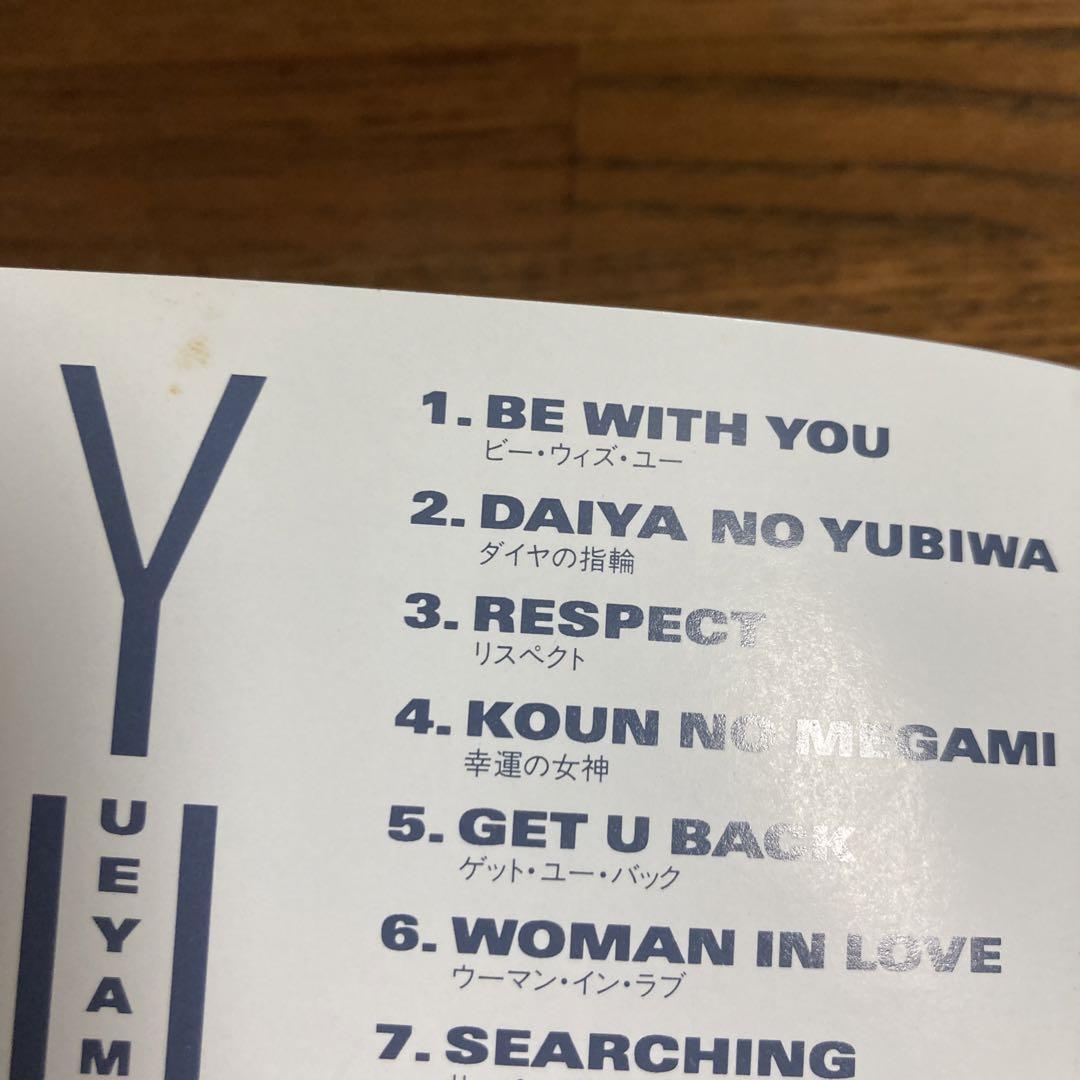 Y
U
UEYAM
1. BE WITH YOU
ビー・ウィズ・ユー
2. DAIYA NO YUBIWA
ダイヤの指輪
3. RESPECT
リスペクト
4. KOUN NO MEGAMI
幸運の女神
5. GET U BACK
ゲット・ユー・バック
6. WOMAN IN LOVE
ウーマン・イン・ラブ
7. SEARCHING